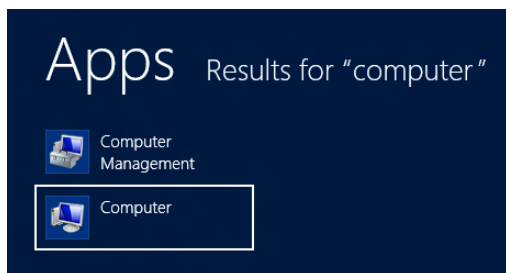 Apps Results for “computer”
Computer
Management
Computer